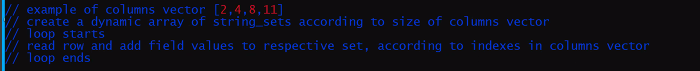 // example of columns vector [2,4,8,11]
// create a dynamic array of string_sets according to size of columns vector
// loop starts
// read row and add field values to respective set, according to indexes in columns vector
// loop ends